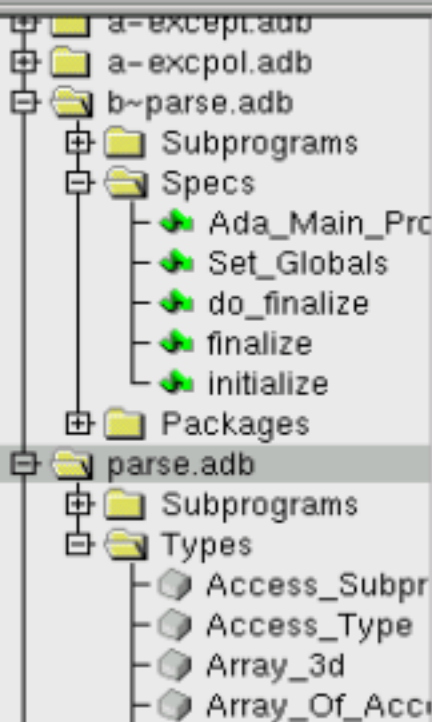 a-except.adb
a-excpol.adb
b~parse.adb
Subprograms
Specs
Ada_Main_Pro
Set_Globals
do_finalize
finalize
initialize
Packages
parse.adb
Subprograms
Types
Access_Subpr
Access_Type
Array_3d
Array_Of_Acc